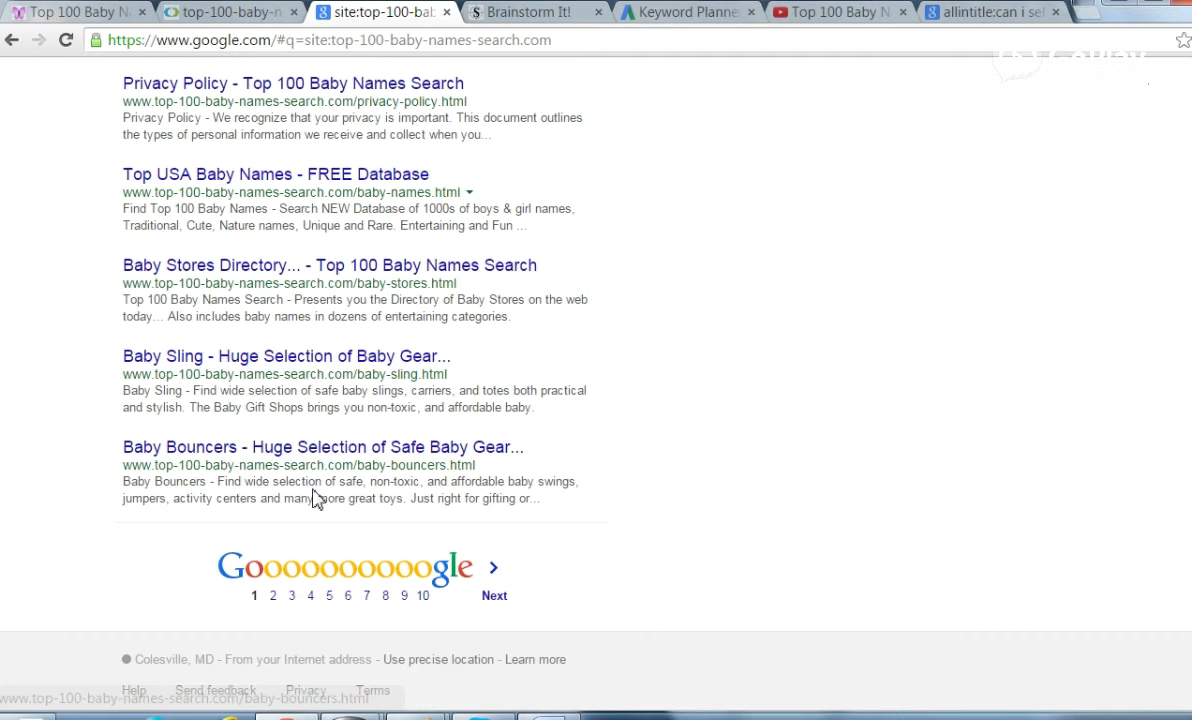 Top 100 Baby N
top-100-baby-n
site:top-100-bab
Brainstorm It!
Keyword Planne
Top 100 Baby N
allintitle:can i sel
https://www.google.com/#q=site:top-100-baby-names-search.com
Privacy Policy - Top 100 Baby Names Search
www.top-100-baby-names-search.com/privacy-policy.html
Privacy Policy - We recognize that your privacy is important. This document outlines
the types of personal information we receive and collect when you...
Top USA Baby Names - FREE Database
www.top-100-baby-names-search.com/baby-names.html
Find Top 100 Baby Names - Search NEW Database of 1000s of boys & girl names,
Traditional, Cute, Nature names, Unique and Rare. Entertaining and Fun ...
Baby Stores Directory... - Top 100 Baby Names Search
www.top-100-baby-names-search.com/baby-stores.html
Top 100 Baby Names Search - Presents you the Directory of Baby Stores on the web
today... Also includes baby names in dozens of entertaining categories.
Baby Sling - Huge Selection of Baby Gear...
www.top-100-baby-names-search.com/baby-sling.html
Baby Sling - Find wide selection of safe baby slings, carriers, and totes both practical
and stylish. The Baby Gift Shops brings you non-toxic, and affordable baby.
Baby Bouncers - Huge Selection of Safe Baby Gear...
www.top-100-baby-names-search.com/baby-bouncers.html
Baby Bouncers - Find wide selection of safe, non-toxic, and affordable baby swings,
jumpers, activity centers and many more great toys. Just right for gifting or...
Goooooooooogle
1 2 3 4 5 6 7 8 9 10 Next
Colesville, MD - From your Internet address - Use precise location - Learn more
Help Send feedback Privacy Terms
www.top-100-baby-names-search.com/baby-bouncers.html